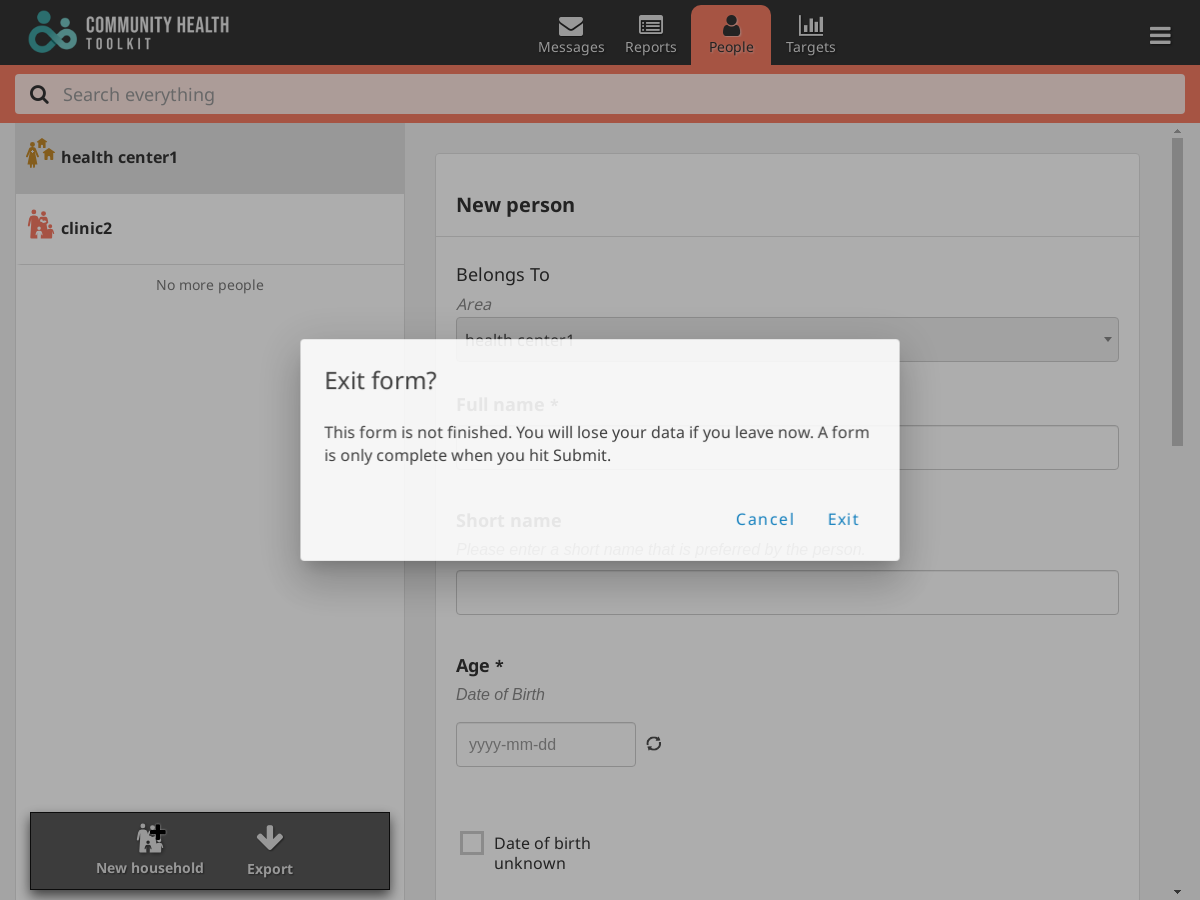 COMMUNITY HEALTH
TOOLKIT
Messages
Reports
People
Targets
Search everything
health center1
clinic2
No more people
New household
Export
New person
Belongs To
Area
health center1
Full name *
Exit form?
This form is not finished. You will lose your data if you leave now. A form
is only complete when you hit Submit.
Cancel
Exit
Short name
Please enter a short name that is preferred by the person.
Age *
Date of Birth
yyyy-mm-dd
Date of birth
unknown